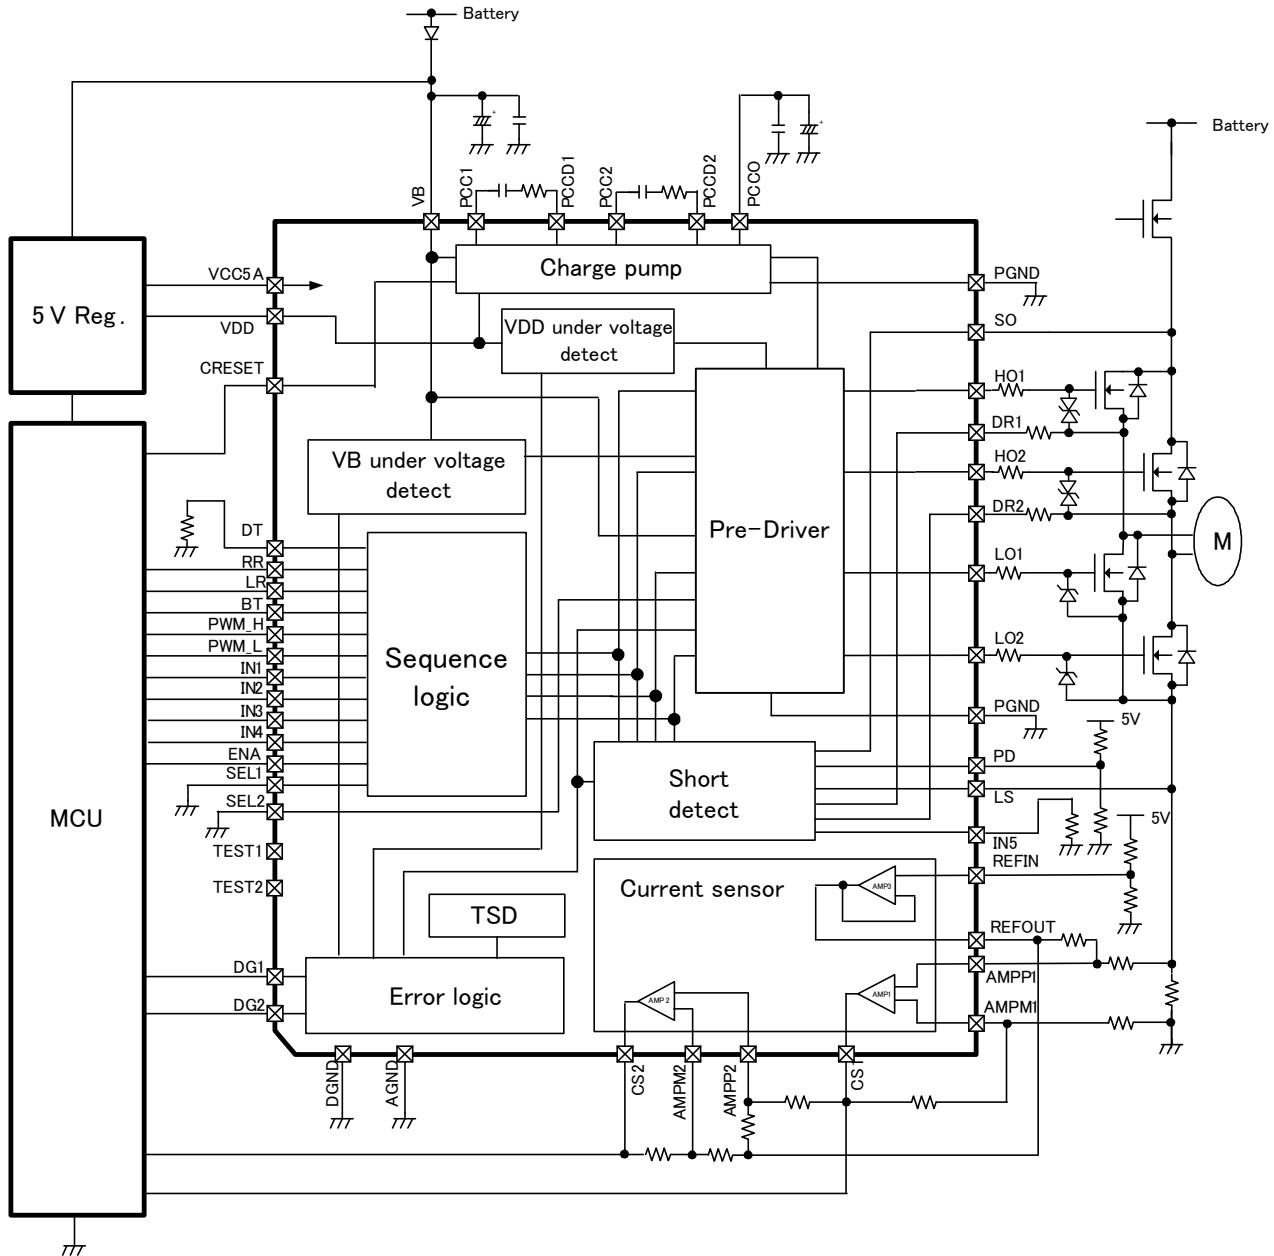 Battery
Battery
VB
PCC1
PCCD1
PCC2
PCCD2
PCCO
5 V Reg.
VCC5A
VDD
CRESET
Charge pump
VDD under voltage
detect
VB under voltage
detect
Pre-Driver
PGND
SO
HO1
DR1
HO2
DR2
LO1
LO2
M
MCU
DT
RR
LR
BT
PWM_H
PWM_L
IN1
IN2
IN3
IN4
ENA
SEL1
SEL2
TEST1
TEST2
DG1
DG2
Sequence
logic
Short
detect
PGND
5V
PD
LS
5V
IN5
REFIN
REFOUT
AMPP1
AMPM1
Current sensor
AMP3
AMP1
AMP 2
TSD
Error logic
DGND
AGND
CS2
AMPM2
AMPP2
CS1